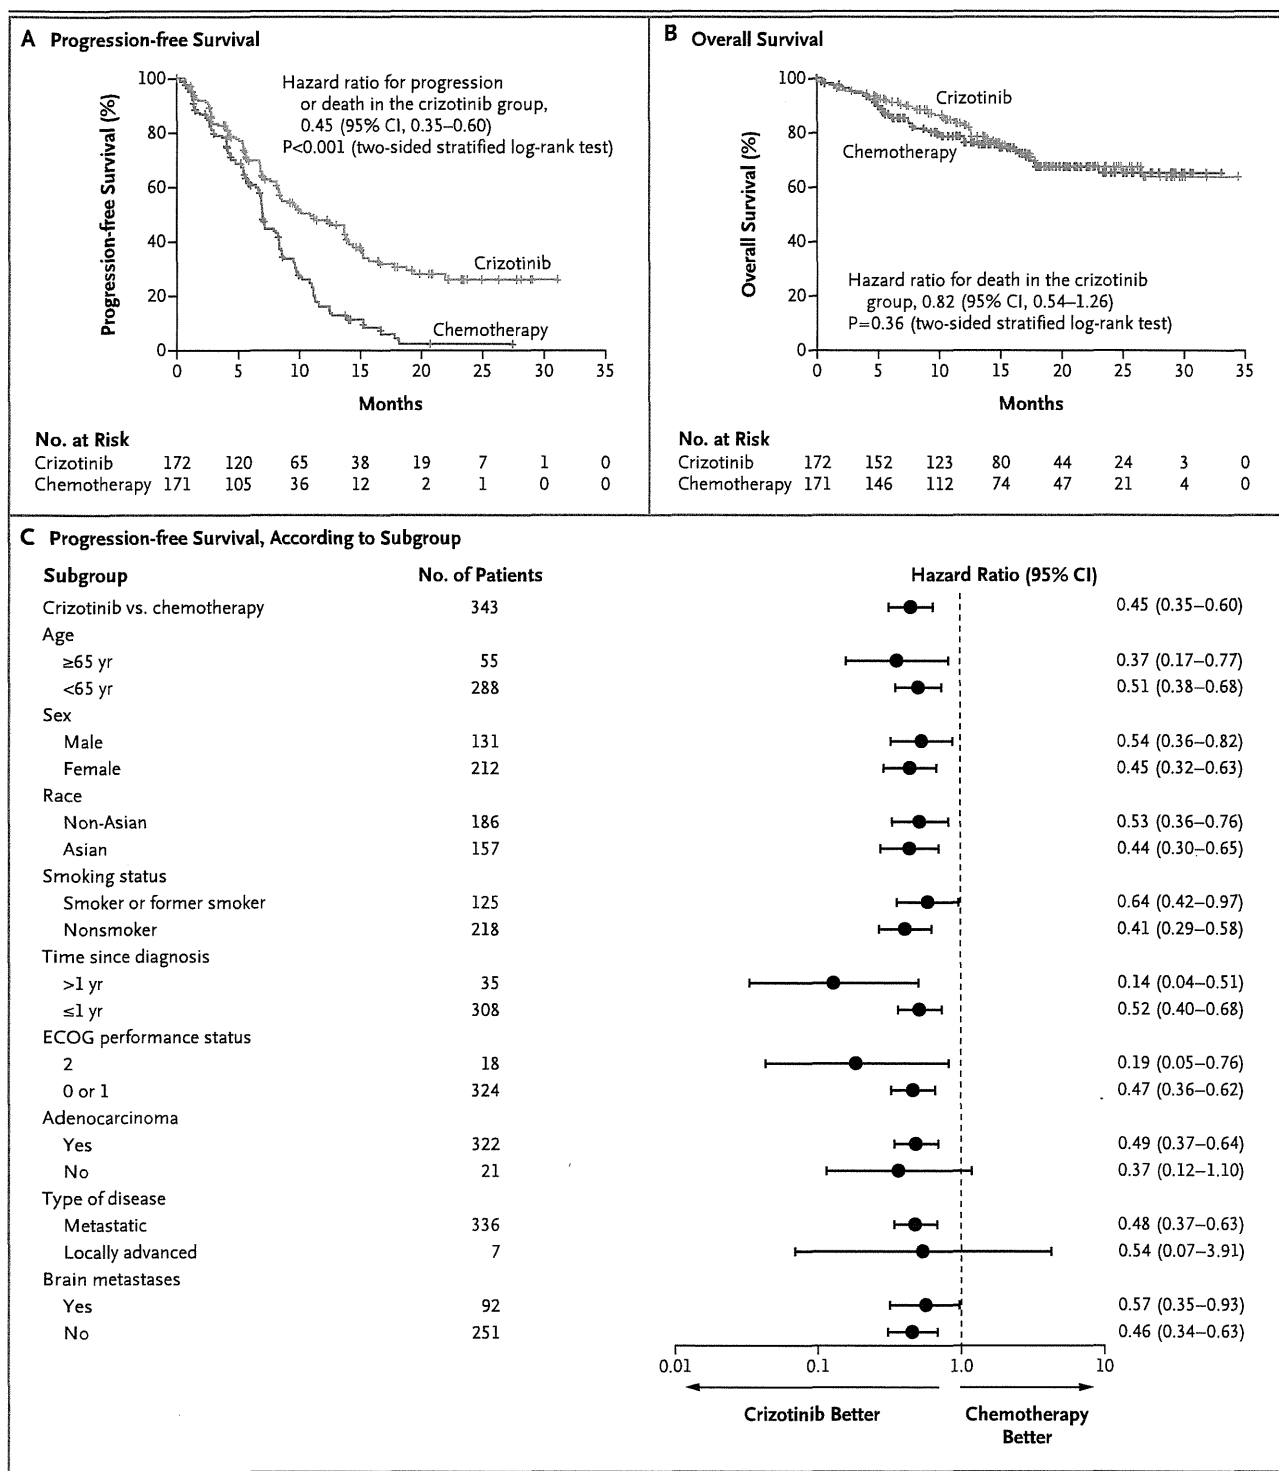 A Progression-free Survival
Progression-free Survival (%)
100
80
60
40
20
0
Hazard ratio for progression
or death in the crizotinib group,
0.45 (95% CI, 0.35–0.60)
P<0.001 (two-sided stratified log-rank test)
Crizotinib
Chemotherapy
0 5 10 15 20 25 30 35
Months
No. at Risk
Crizotinib 172 120 65 38 19 7 1 0
Chemotherapy 171 105 36 12 2 1 0 0
B Overall Survival
Overall Survival (%)
100
80
60
40
20
0
Crizotinib
Chemotherapy
Hazard ratio for death in the crizotinib
group, 0.82 (95% CI, 0.54–1.26)
P=0.36 (two-sided stratified log-rank test)
0 5 10 15 20 25 30 35
Months
No. at Risk
Crizotinib 172 152 123 80 44 24 3 0
Chemotherapy 171 146 112 74 47 21 4 0
C Progression-free Survival, According to Subgroup
Subgroup No. of Patients Hazard Ratio (95% CI)
Crizotinib vs. chemotherapy 343 0.45 (0.35–0.60)
Age
≥65 yr 55 0.37 (0.17–0.77)
<65 yr 288 0.51 (0.38–0.68)
Sex
Male 131 0.54 (0.36–0.82)
Female 212 0.45 (0.32–0.63)
Race
Non-Asian 186 0.53 (0.36–0.76)
Asian 157 0.44 (0.30–0.65)
Smoking status
Smoker or former smoker 125 0.64 (0.42–0.97)
Nonsmoker 218 0.41 (0.29–0.58)
Time since diagnosis
>1 yr 35 0.14 (0.04–0.51)
≤1 yr 308 0.52 (0.40–0.68)
ECOG performance status
2 18 0.19 (0.05–0.76)
0 or 1 324 0.47 (0.36–0.62)
Adenocarcinoma
Yes 322 0.49 (0.37–0.64)
No 21 0.37 (0.12–1.10)
Type of disease
Metastatic 336 0.48 (0.37–0.63)
Locally advanced 7 0.54 (0.07–3.91)
Brain metastases
Yes 92 0.57 (0.35–0.93)
No 251 0.46 (0.34–0.63)
0.01 0.1 1.0 10
Crizotinib Better
Chemotherapy
Better